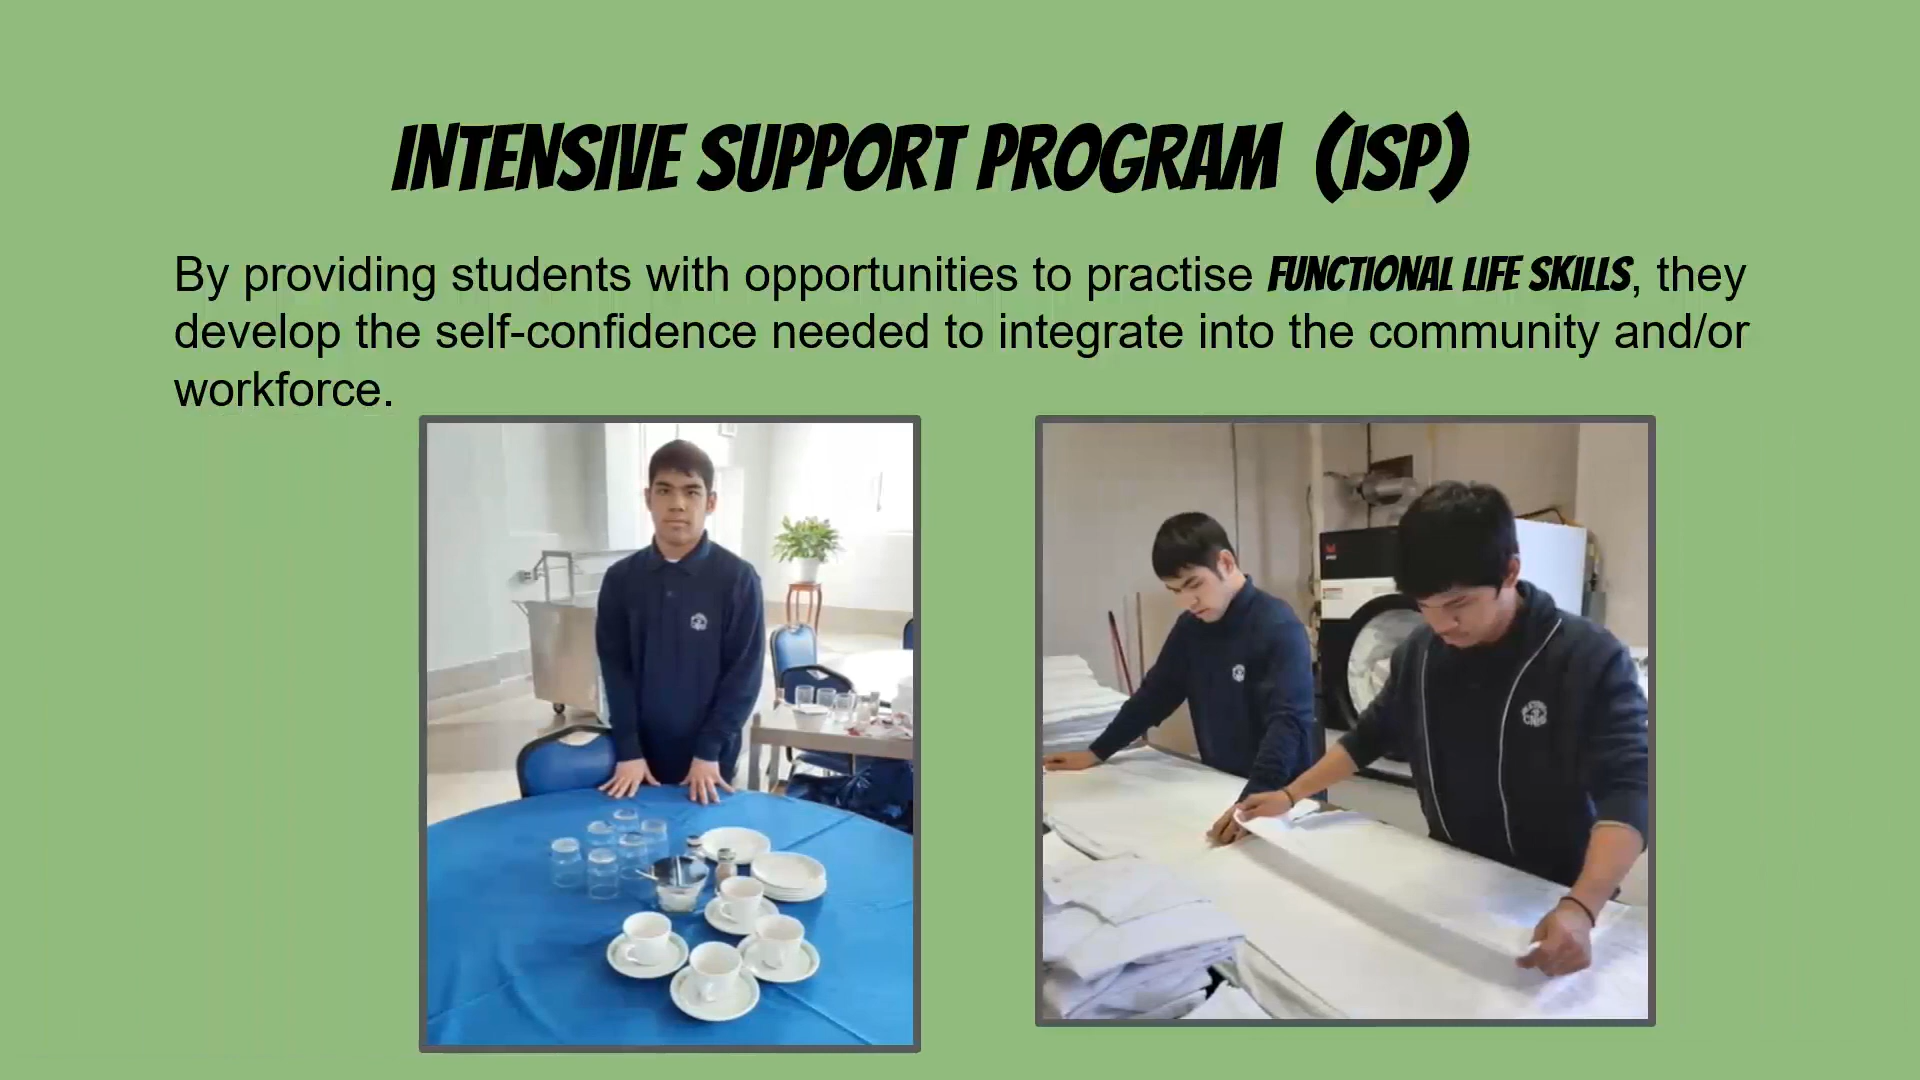 INTENSIVE SUPPORT PROGRAM (ISP)
By providing students with opportunities to practise FUNCTIONAL LIFE SKILLS, they
develop the self-confidence needed to integrate into the community and/or
workforce.